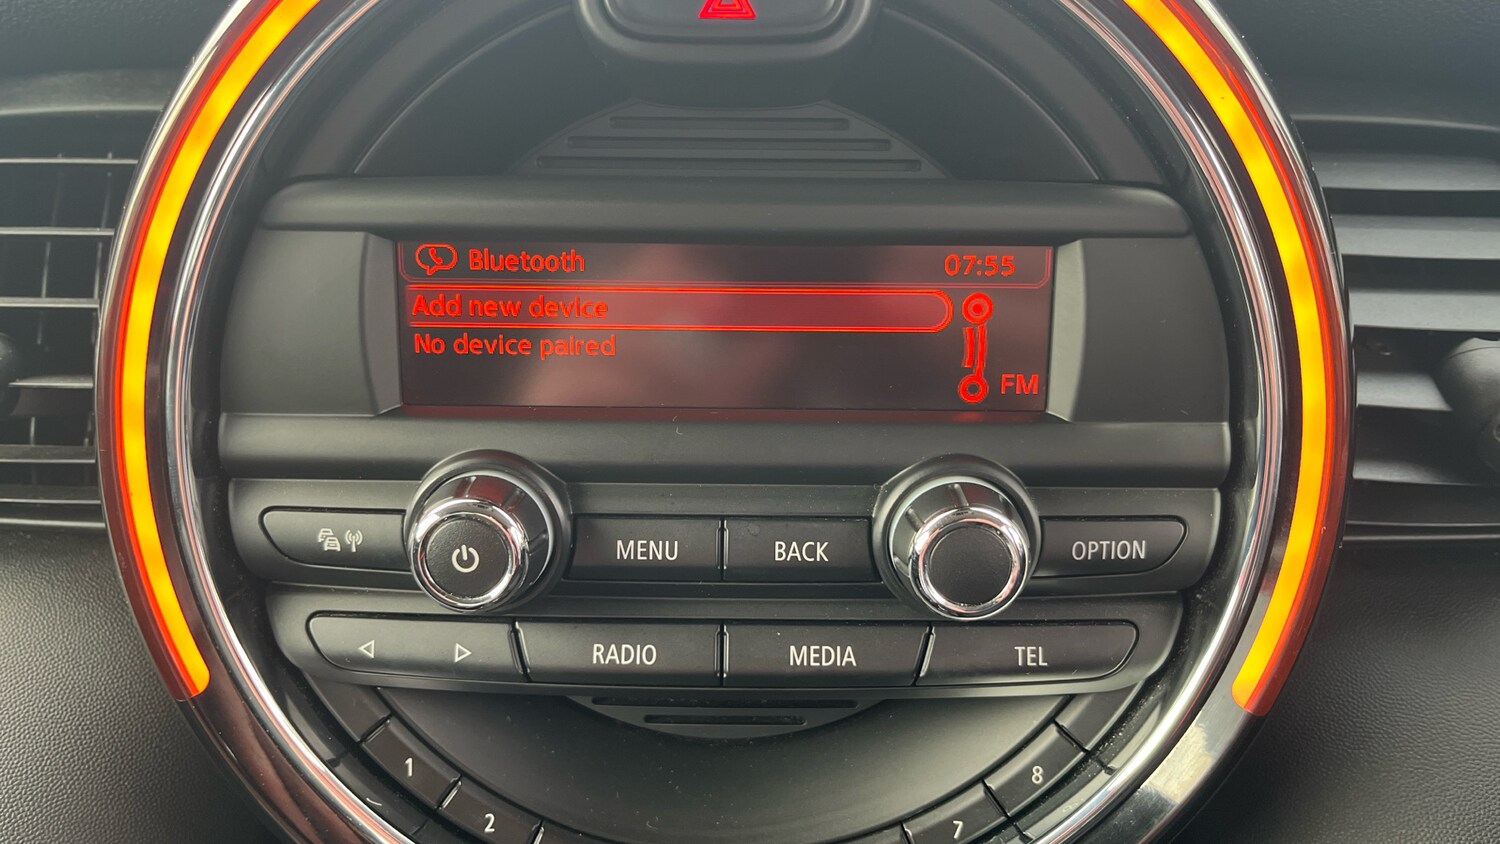 Bluetooth 07:55
Add new device
No device paired
FM
MENU BACK OPTION
RADIO MEDIA TEL
1 8
2 7